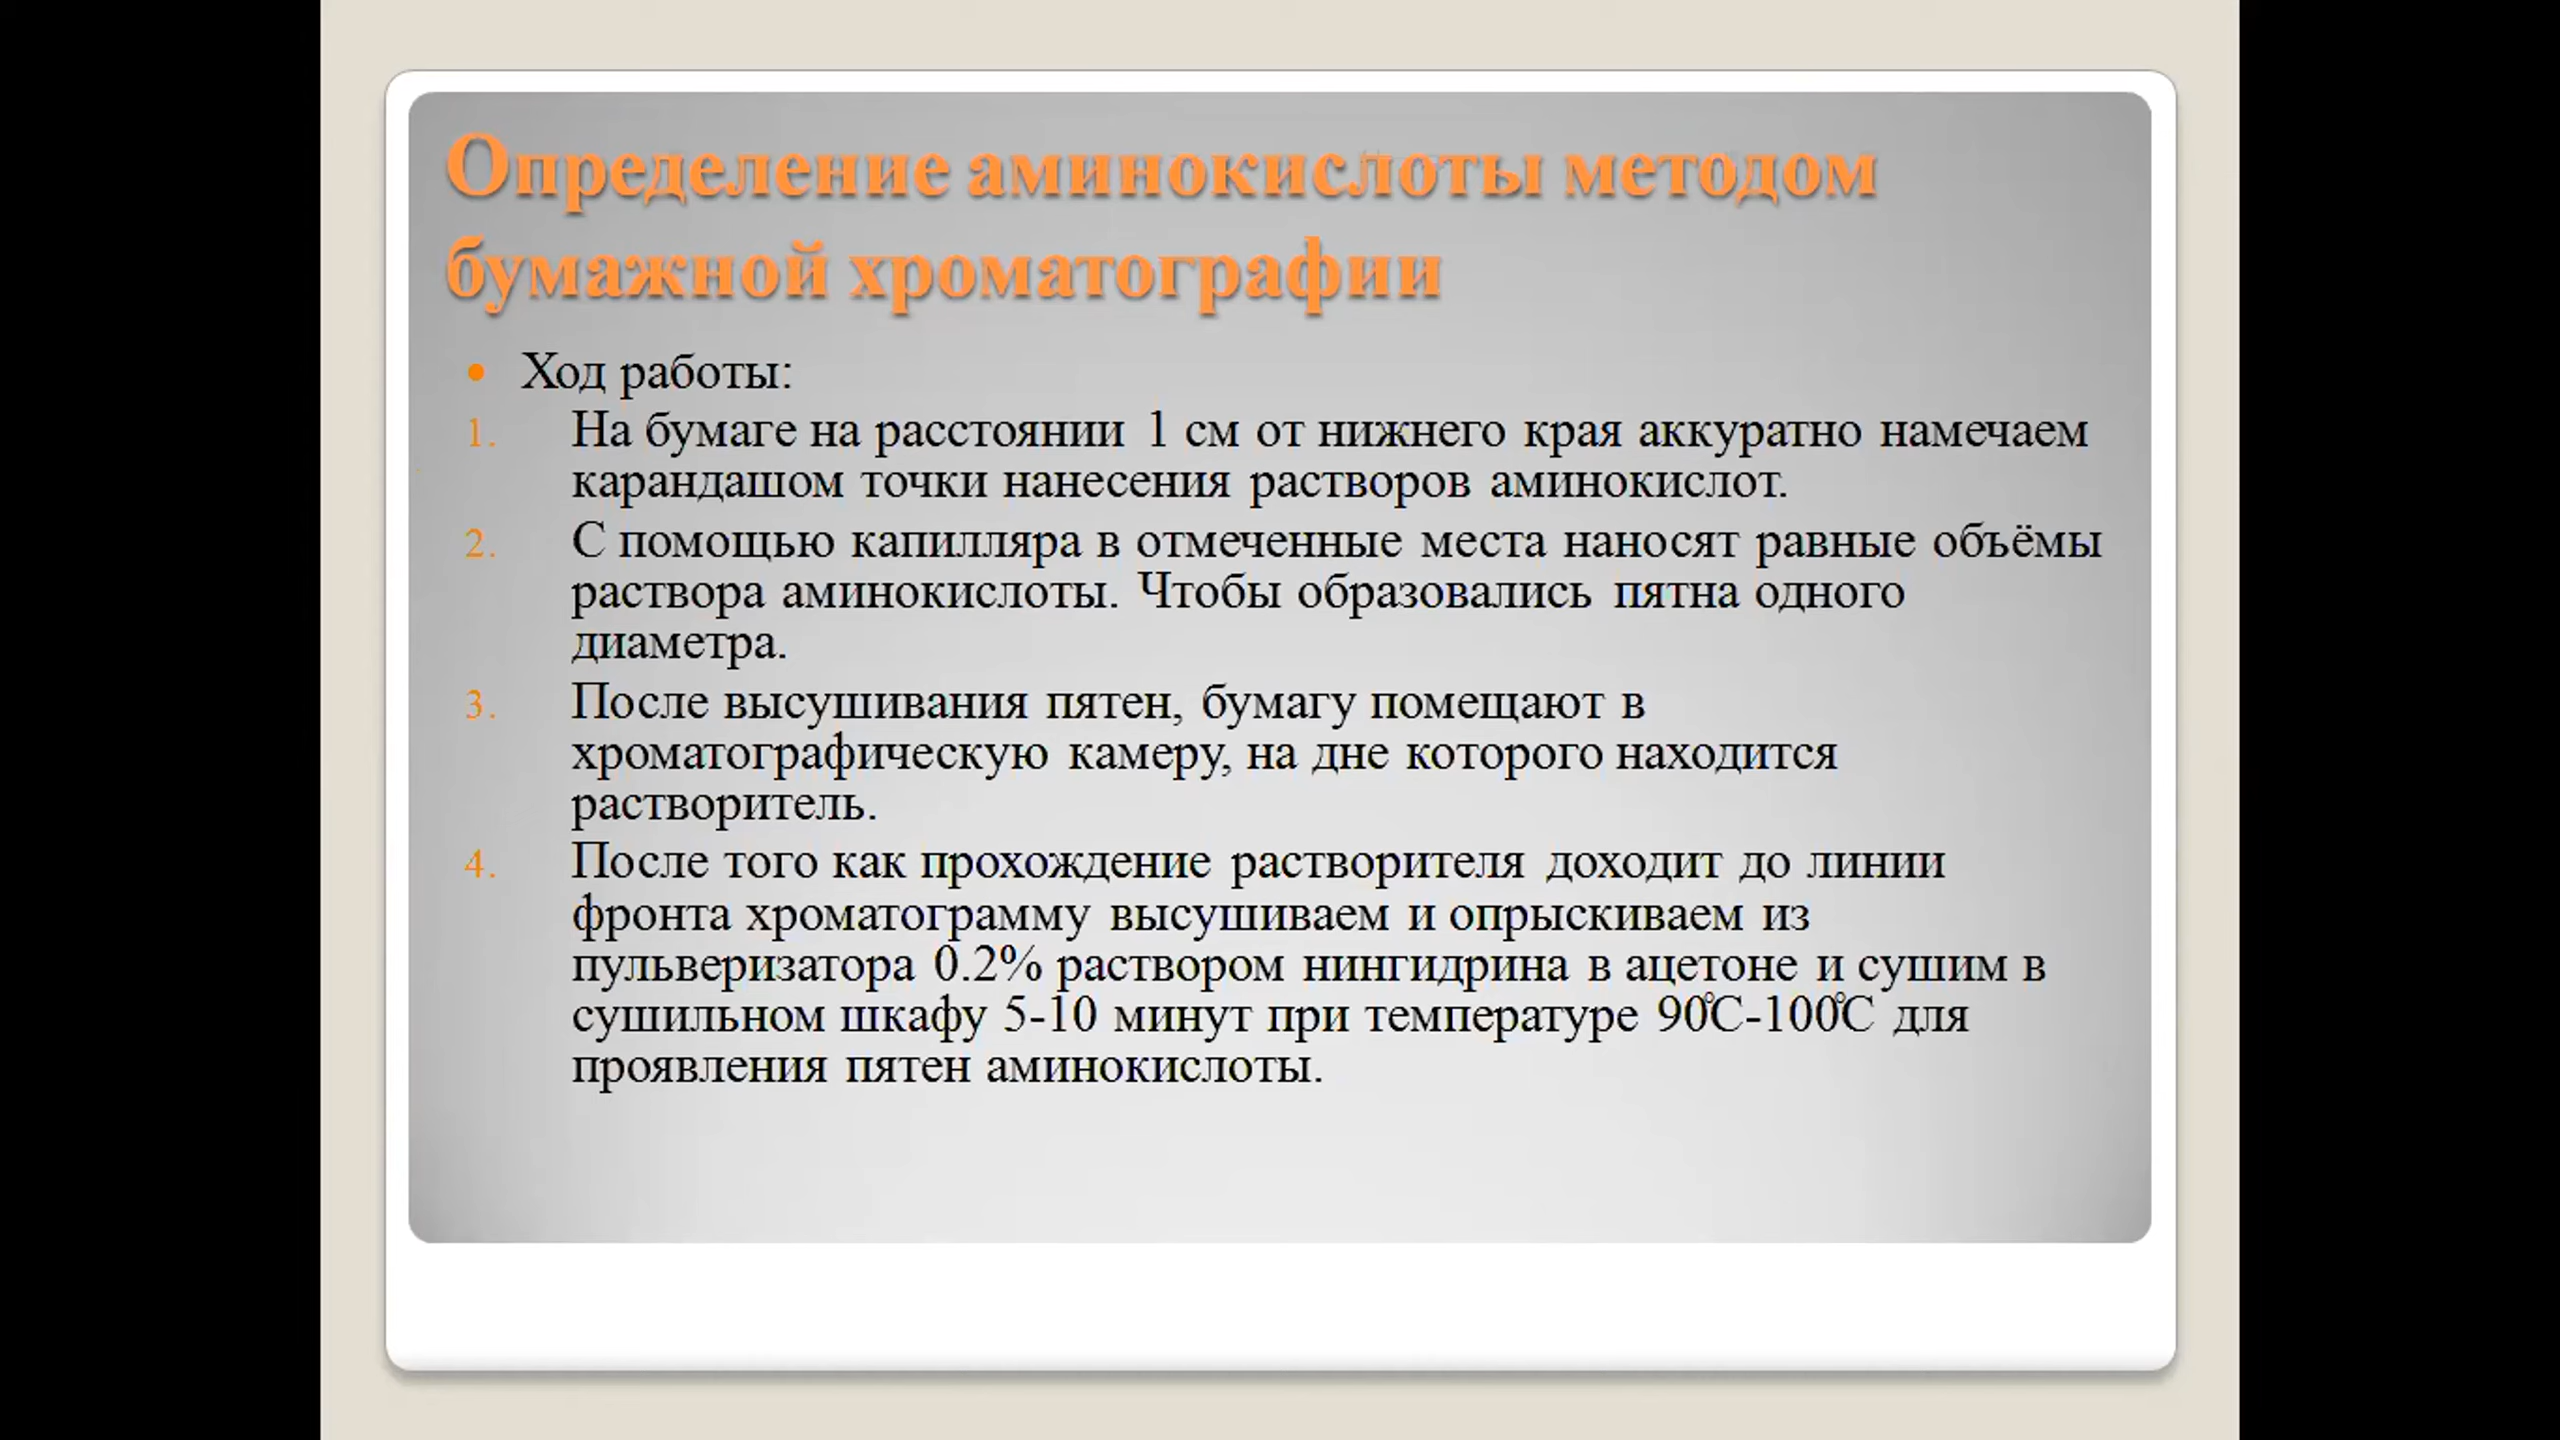 Определение аминокислоты методом
бумажной хроматографии
• Ход работы:
1. На бумаге на расстоянии 1 см от нижнего края аккуратно намечаем
карандашом точки нанесения растворов аминокислот.
2. С помощью капилляра в отмеченные места наносят равные объёмы
раствора аминокислоты. Чтобы образовались пятна одного
диаметра.
3. После высушивания пятен, бумагу помещают в
хроматографическую камеру, на дне которого находится
растворитель.
4. После того как прохождение растворителя доходит до линии
фронта хроматограмму высушиваем и опрыскиваем из
пульверизатора 0.2% раствором нингидрина в ацетоне и сушим в
сушильном шкафу 5-10 минут при температуре 90°С-100°С для
проявления пятен аминокислоты.